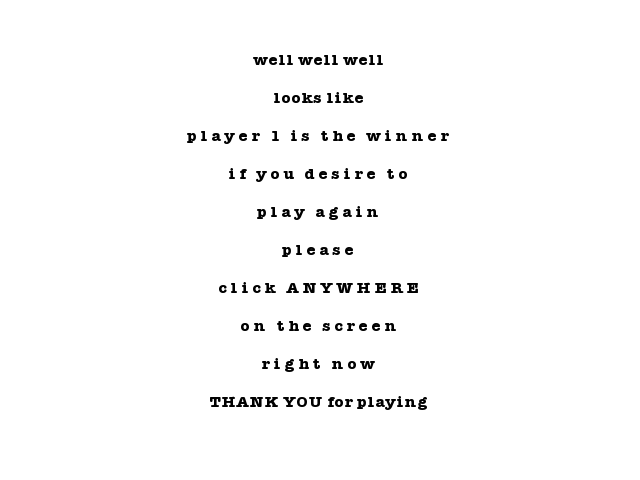 well well well
looks like
player 1 is the winner
if you desire to
play again
please
click ANYWHERE
on the screen
right now
THANK YOU for playing